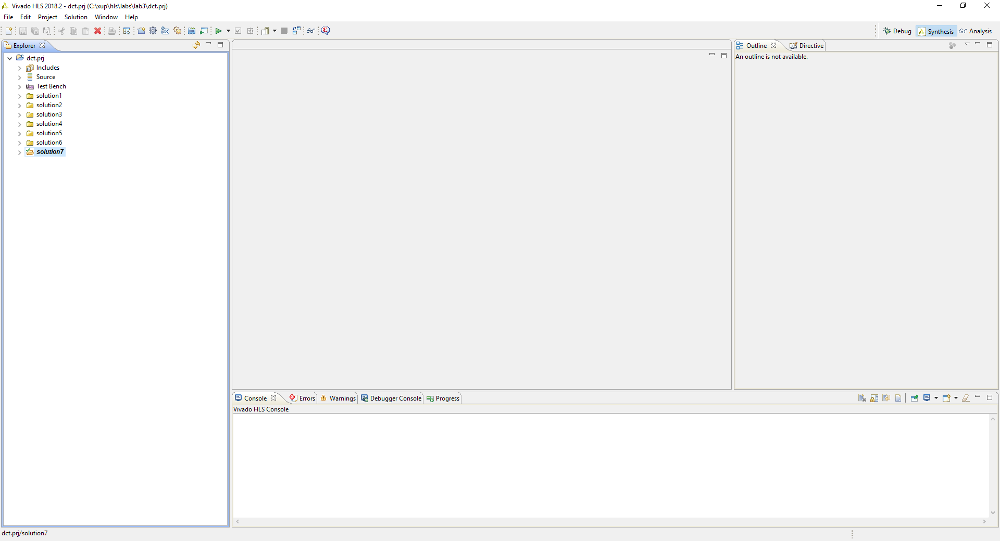 Vivado HLS 2018.2 - dct.prj (C:\xup\hls\labs\lab3\dct.prj)
File Edit Project Solution Window Help
Debug Synthesis Analysis
Explorer
dct.prj
Includes
Source
Test Bench
solution1
solution2
solution3
solution4
solution5
solution6
solution7
Outline Directive
An outline is not available.
Console Errors Warnings Debugger Console Progress
Vivado HLS Console
dct.prj/solution7